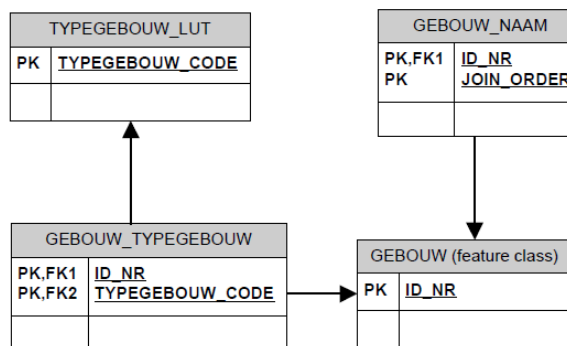 TYPEGEBOUW_LUT
PK TYPEGEBOUW_CODE
GEBOUW_NAAM
PK,FK1 ID_NR
PK JOIN_ORDER
GEBOUW_TYPEGEBOUW
PK,FK1 ID_NR
PK,FK2 TYPEGEBOUW_CODE
GEBOUW (feature class)
PK ID_NR